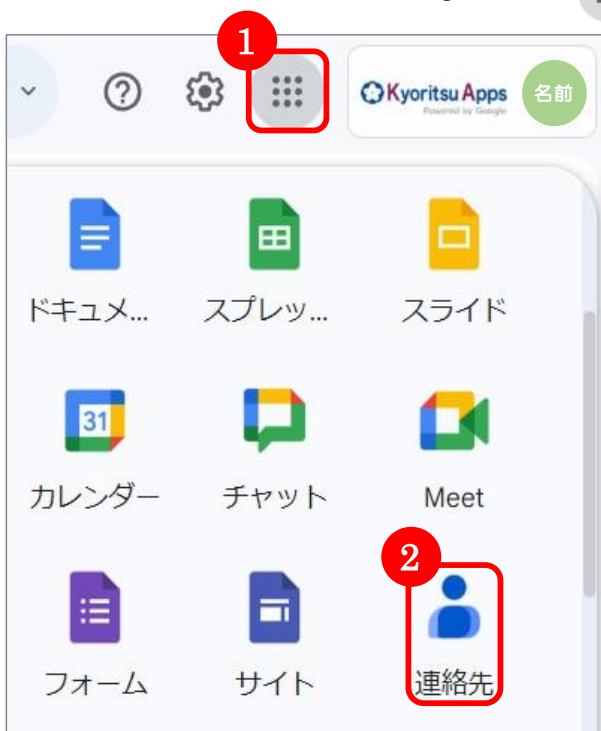 1
Kyoritsu Apps
Powered by Google
名前
ドキュメ...
スプレッ...
スライド
31
カレンダー
チャット
Meet
2
フォーム
サイト
連絡先